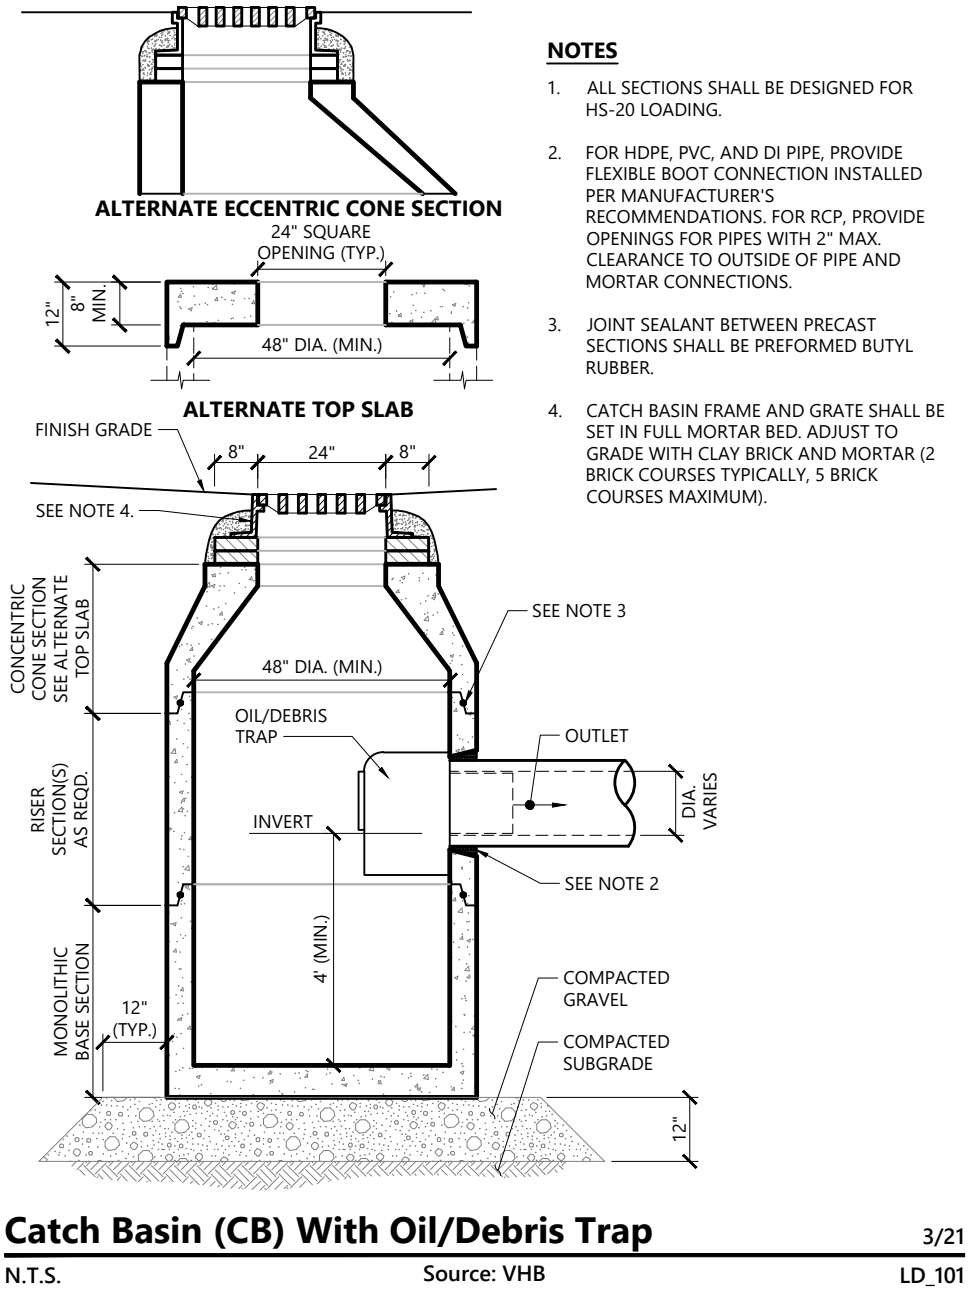 ALTERNATE ECCENTRIC CONE SECTION
24" SQUARE
OPENING (TYP.)
12"
8"
MIN.
48" DIA. (MIN.)
ALTERNATE TOP SLAB
FINISH GRADE
8"
24"
8"
SEE NOTE 4.
CONCENTRIC
CONE SECTION
SEE ALTERNATE
TOP SLAB
SEE NOTE 3
48" DIA. (MIN.)
OIL/DEBRIS
TRAP
OUTLET
RISER
SECTION(S)
AS REQD.
DIA.
VARIES
INVERT
SEE NOTE 2
4' (MIN.)
MONOLITHIC
BASE SECTION
12"
(TYP.)
COMPACTED
GRAVEL
COMPACTED
SUBGRADE
12"
NOTES
1. ALL SECTIONS SHALL BE DESIGNED FOR
HS-20 LOADING.
2. FOR HDPE, PVC, AND DI PIPE, PROVIDE
FLEXIBLE BOOT CONNECTION INSTALLED
PER MANUFACTURER'S
RECOMMENDATIONS. FOR RCP, PROVIDE
OPENINGS FOR PIPES WITH 2" MAX.
CLEARANCE TO OUTSIDE OF PIPE AND
MORTAR CONNECTIONS.
3. JOINT SEALANT BETWEEN PRECAST
SECTIONS SHALL BE PREFORMED BUTYL
RUBBER.
4. CATCH BASIN FRAME AND GRATE SHALL BE
SET IN FULL MORTAR BED. ADJUST TO
GRADE WITH CLAY BRICK AND MORTAR (2
BRICK COURSES TYPICALLY, 5 BRICK
COURSES MAXIMUM).
Catch Basin (CB) With Oil/Debris Trap
3/21
N.T.S.
Source: VHB
LD_101